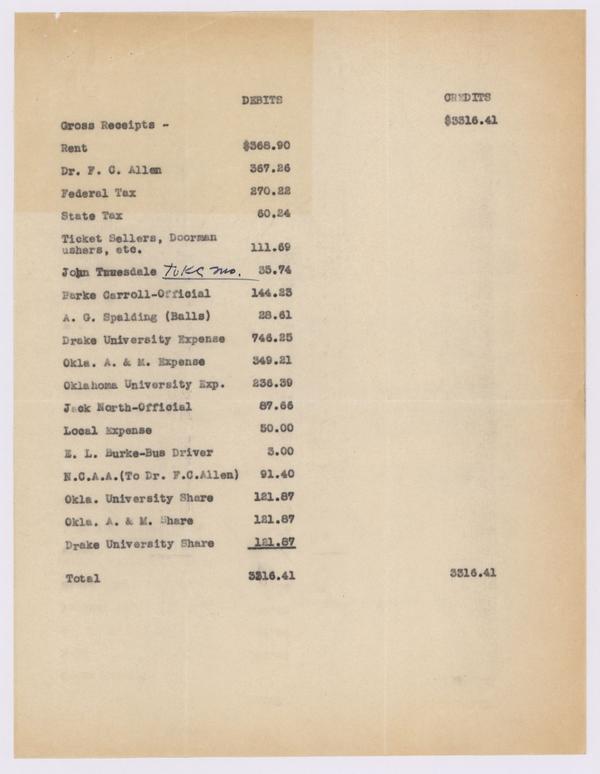 DEBITS CREDITS
Gross Receipts - $3316.41
Rent $368.90
Dr. F. C. Allen 367.26
Federal Tax 270.22
State Tax 60.24
Ticket Sellers, Doorman
ushers, etc. 111.69
John Truesdale To KC Mo. 35.74
Parke Carroll-Official 144.23
A. G. Spalding (Balls) 28.61
Drake University Expense 746.25
Okla. A. & M. Expense 349.21
Oklahoma University Exp. 236.39
Jack North-Official 87.66
Local Expense 50.00
E. L. Burke-Bus Driver 3.00
N.C.A.A.(To Dr. F.C.Allen) 91.40
Okla. University Share 121.87
Okla. A. & M. Share 121.87
Drake University Share 121.87
Total 3316.41 3316.41